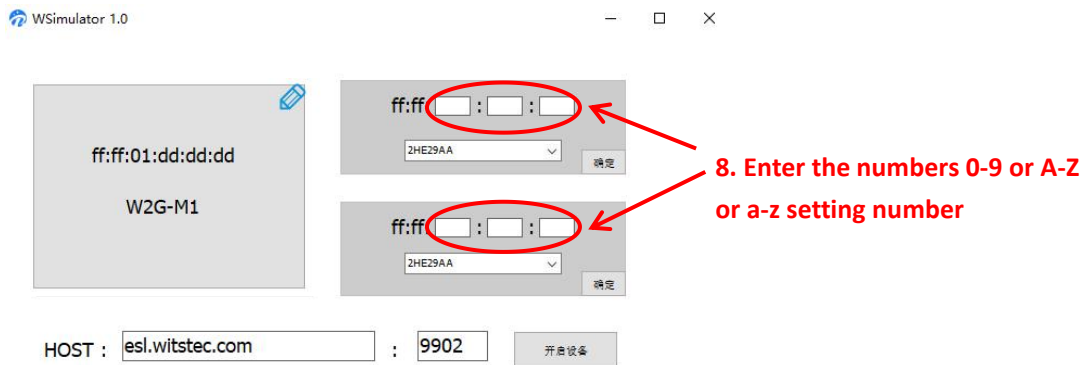 WSimulator 1.0
ff:ff:01:dd:dd:dd
W2G-M1
ff:ff: : :
2HE29AA
确定
ff:ff: : :
2HE29AA
确定
8. Enter the numbers 0-9 or A-Z
or a-z setting number
HOST : esl.witstec.com : 9902 开启设备